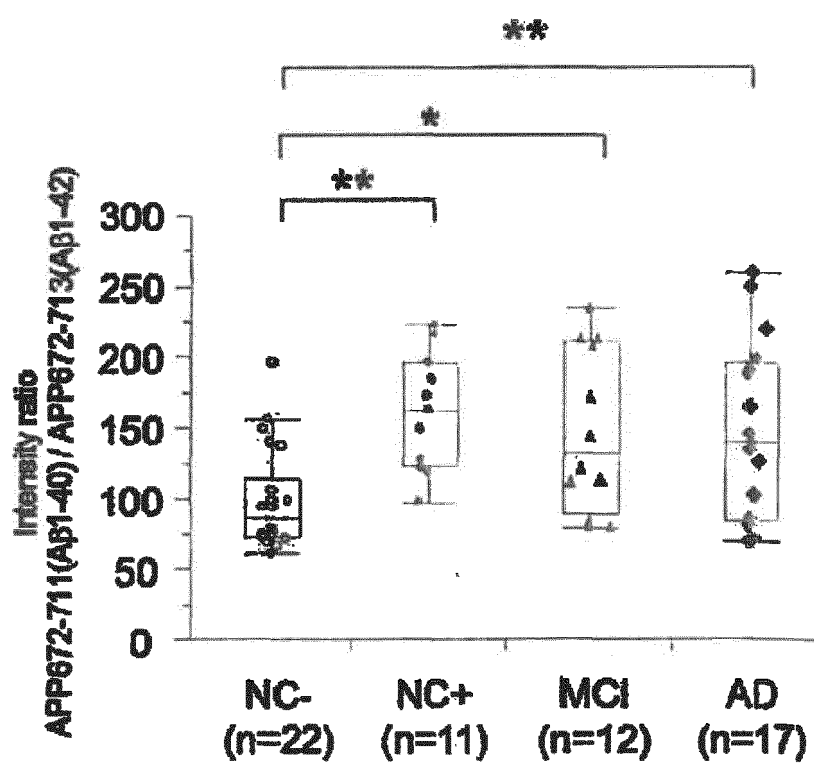 **
*
**
Intensity ratio
APP672-711(Aβ1-40) / APP672-713(Aβ1-42)
300
250
200
150
100
50
0
NC- NC+ MCI AD
(n=22) (n=11) (n=12) (n=17)